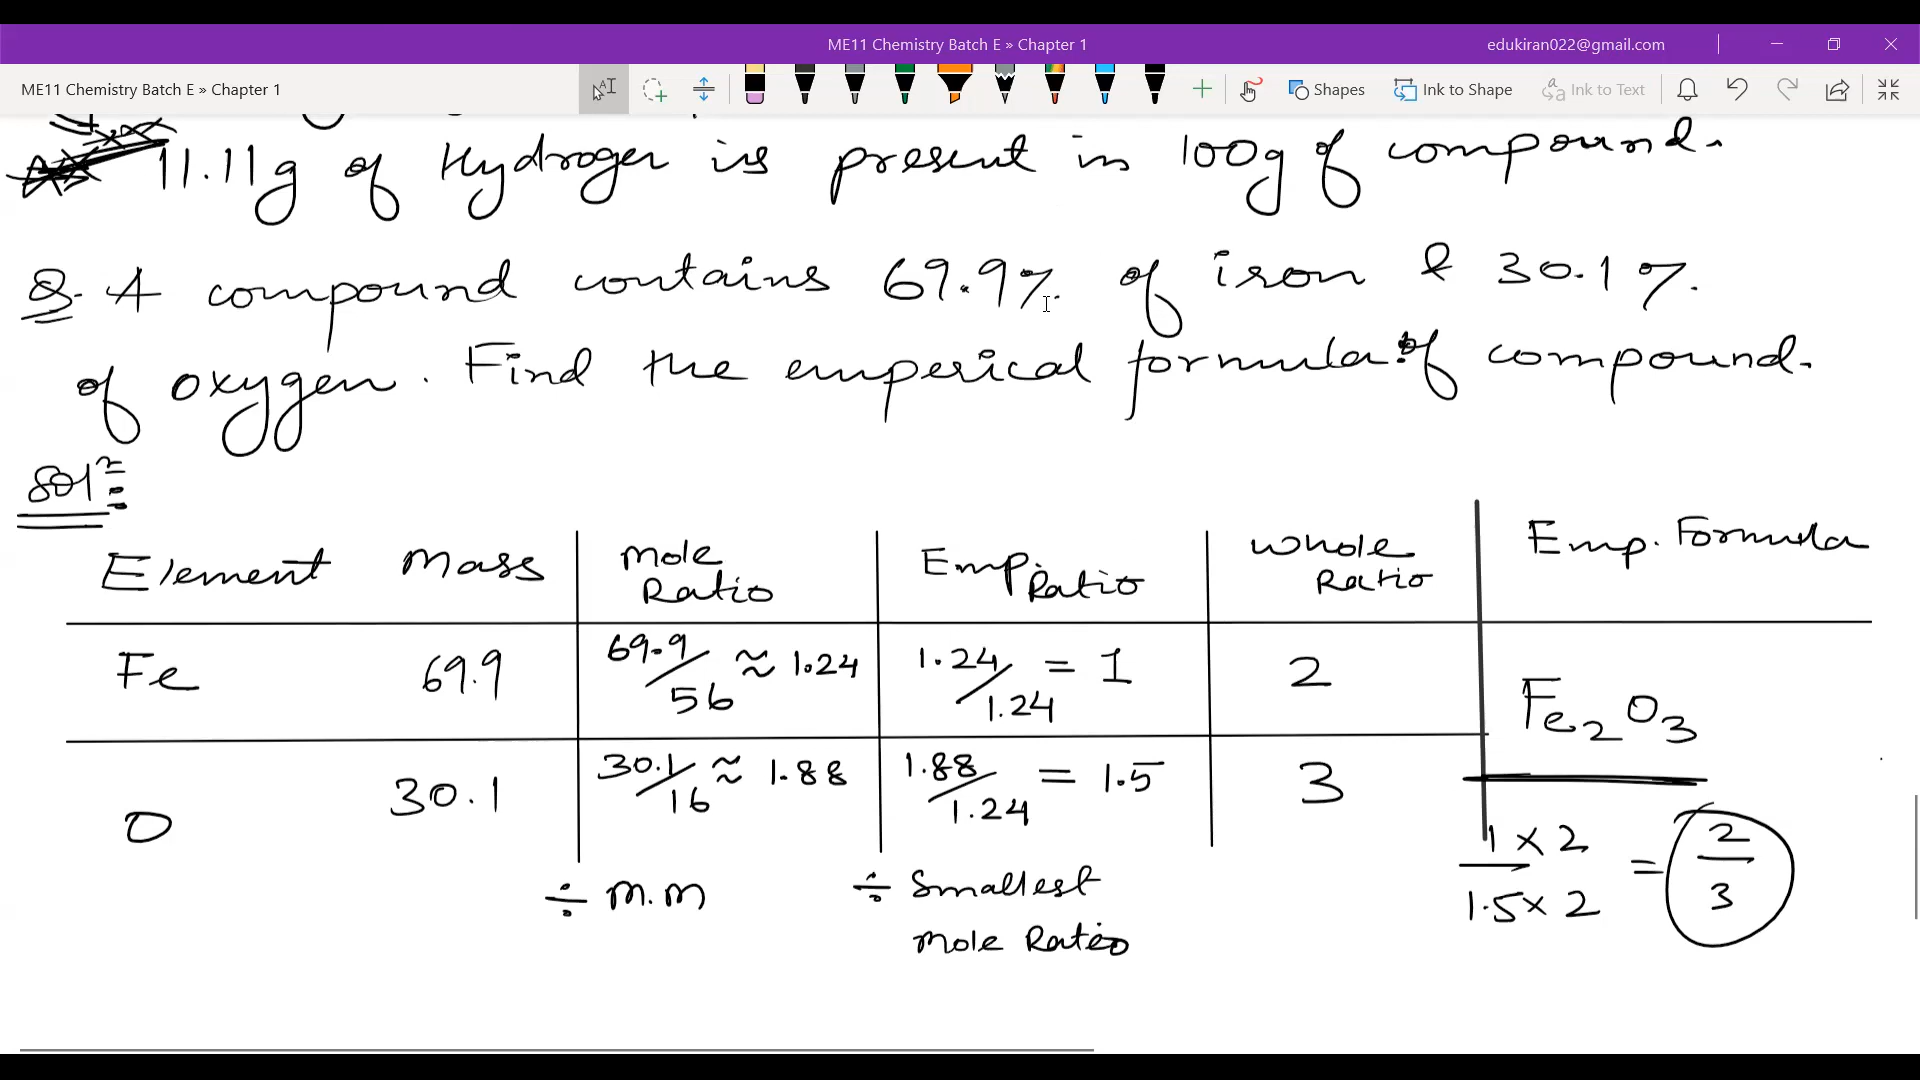 ME11 Chemistry Batch E » Chapter 1
edukiran022@gmail.com
ME11 Chemistry Batch E » Chapter 1
Shapes
Ink to Shape
Ink to Text
11.11g of Hydrogen is present in 100g of compound.
Q. A compound contains 69.9% of iron & 30.1%
of oxygen. Find the emperical formula of compound.
Solⁿ:
Element Mass Mole Ratio Emp. Ratio Whole Ratio Emp. Formula
Fe 69.9 69.9/56 ≈ 1.24 1.24/1.24 = 1 2 Fe₂O₃
O 30.1 30.1/16 ≈ 1.88 1.88/1.24 = 1.5 3
÷ M.M ÷ Smallest
Mole Ratio
1 × 2 / 1.5 × 2 = 2/3